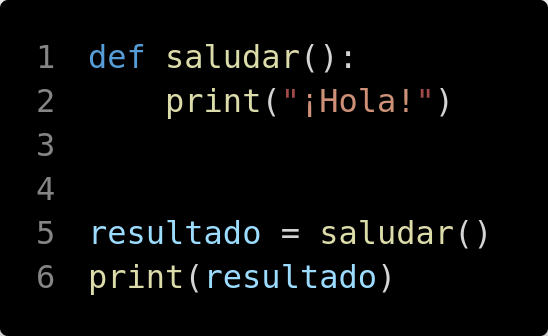 1 def saludar():
2     print("¡Hola!")
3
4
5 resultado = saludar()
6 print(resultado)